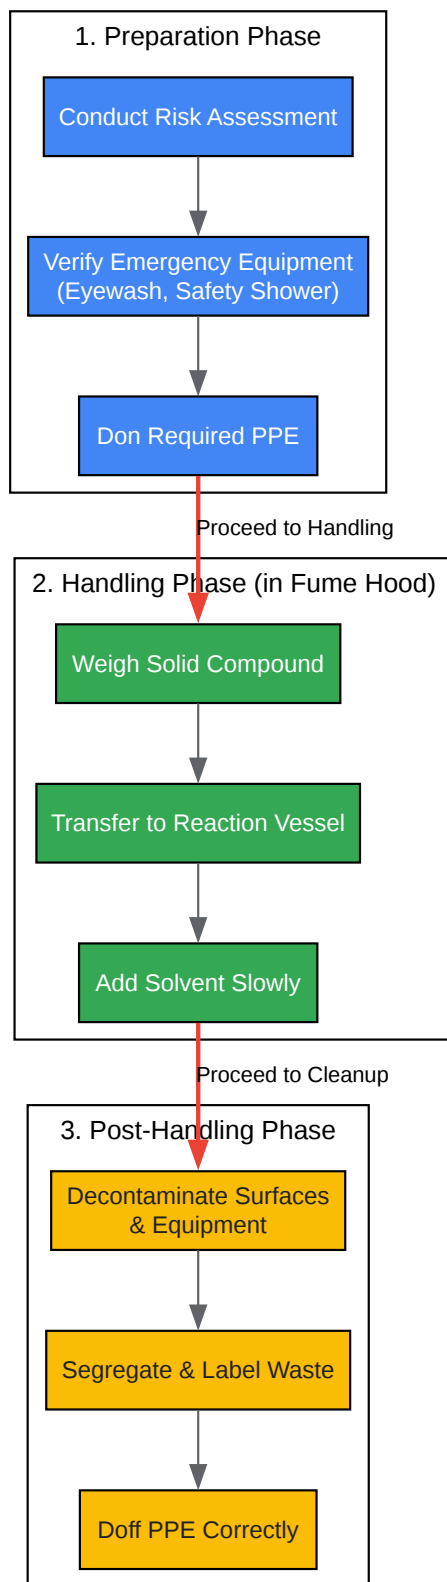 1. Preparation Phase
Conduct Risk Assessment
Verify Emergency Equipment
(Eyewash, Safety Shower)
Don Required PPE
Proceed to Handling
2. Handling Phase (in Fume Hood)
Weigh Solid Compound
Transfer to Reaction Vessel
Add Solvent Slowly
Proceed to Cleanup
3. Post-Handling Phase
Decontaminate Surfaces
& Equipment
Segregate & Label Waste
Doff PPE Correctly